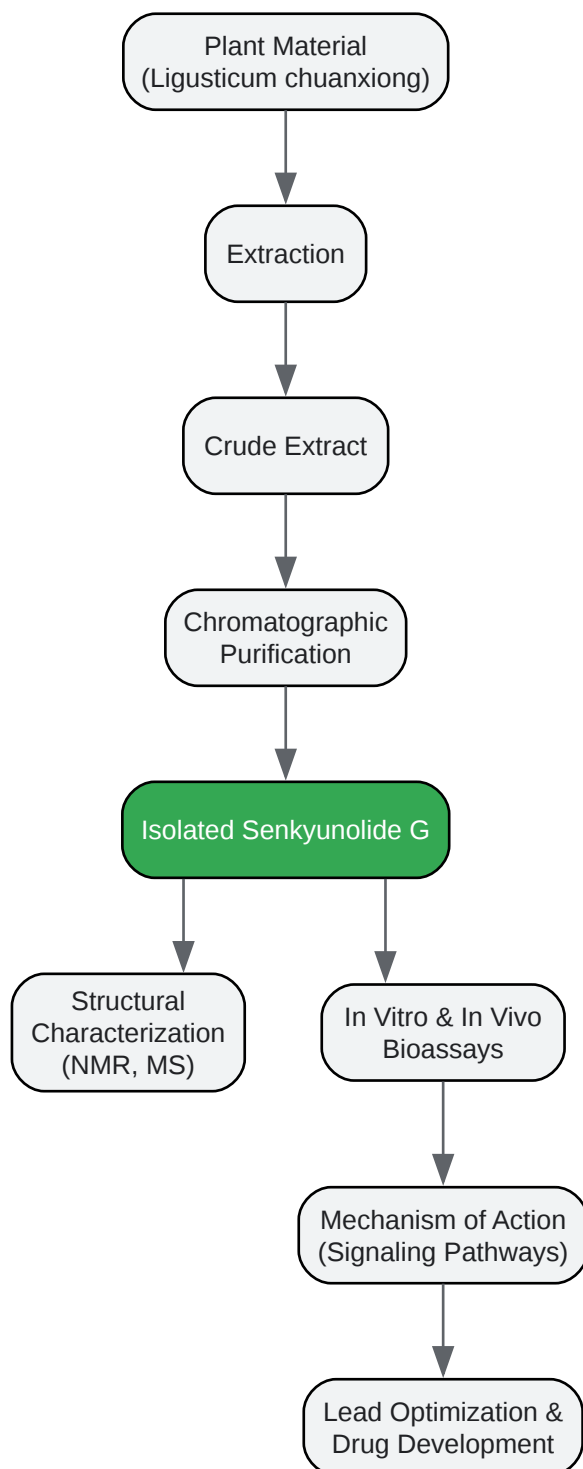 Plant Material
(Ligusticum chuanxiong)
Extraction
Crude Extract
Chromatographic
Purification
Isolated Senkyunolide G
Structural
Characterization
(NMR, MS)
In Vitro & In Vivo
Bioassays
Mechanism of Action
(Signaling Pathways)
Lead Optimization &
Drug Development